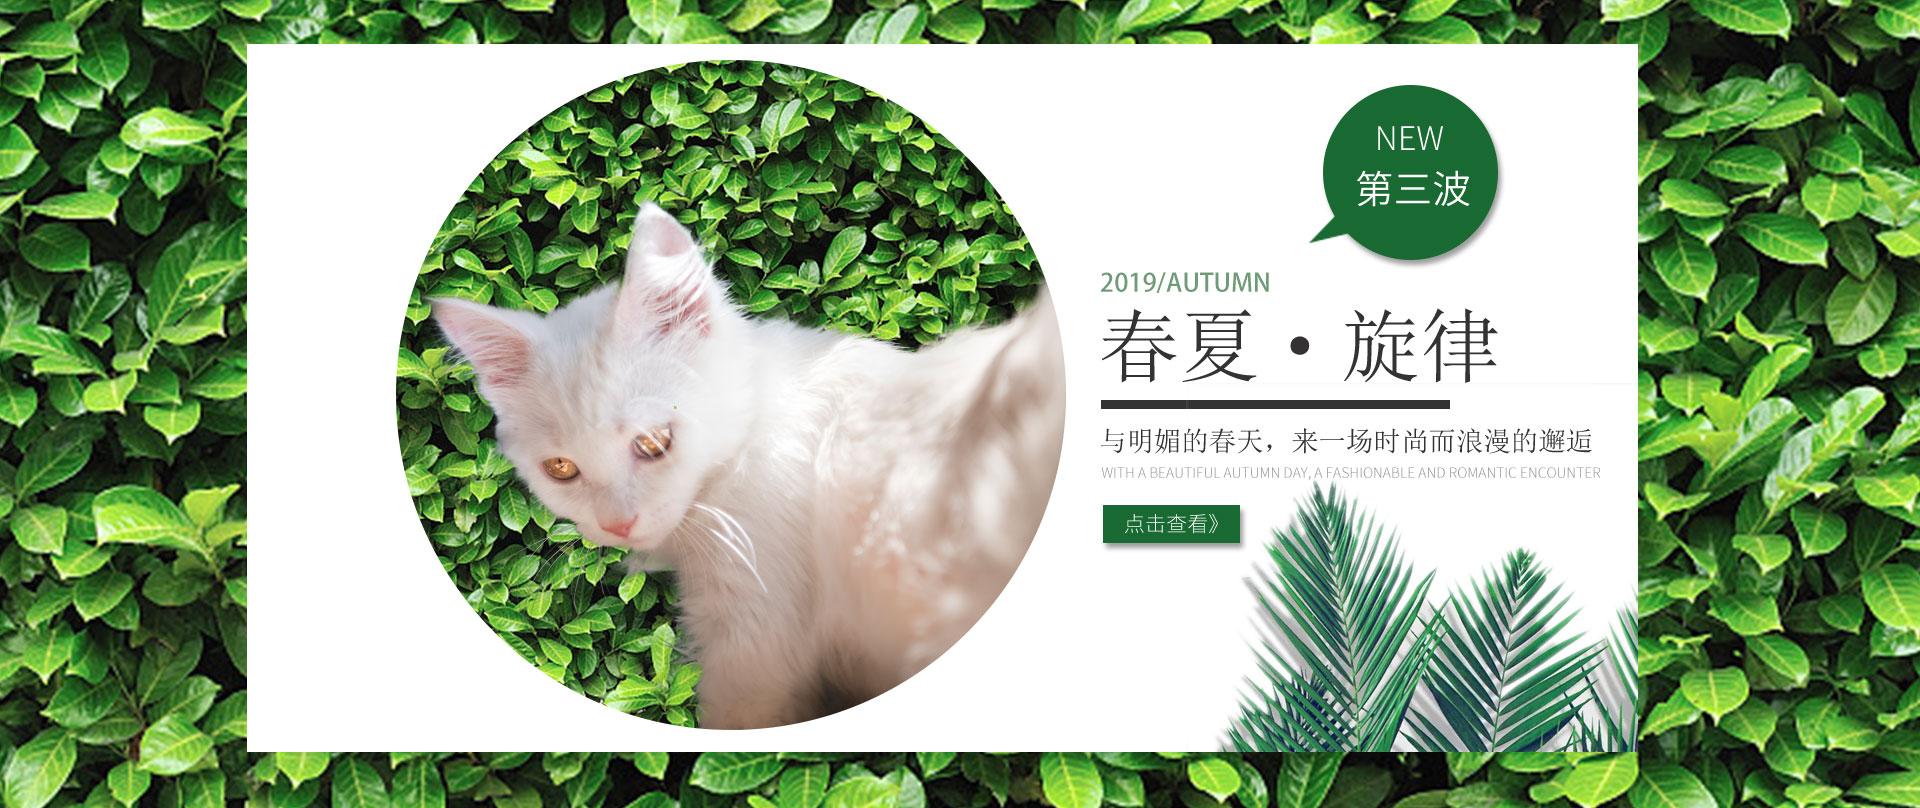 NEW
第三波
2019/AUTUMN
春夏·旋律
与明媚的春天，来一场时尚而浪漫的邂逅
WITH A BEAUTIFUL AUTUMN DAY, A FASHIONABLE AND ROMANTIC ENCOUNTER
点击查看》